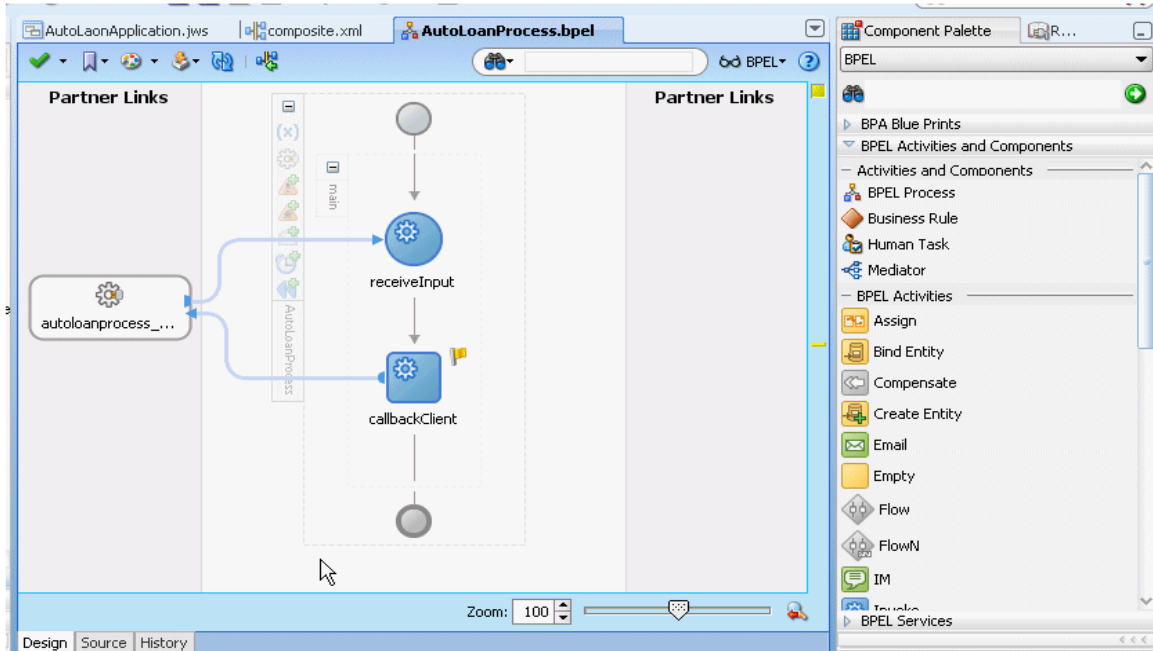 AutoLaonApplication.jws
composite.xml
AutoLoanProcess.bpel
BPEL
Partner Links
Partner Links
main
receiveInput
autoloanprocess_...
AutoLoanProcess
callbackClient
Zoom: 100
Design Source History
Component Palette
R...
BPEL
BPA Blue Prints
BPEL Activities and Components
Activities and Components
BPEL Process
Business Rule
Human Task
Mediator
BPEL Activities
Assign
Bind Entity
Compensate
Create Entity
Email
Empty
Flow
FlowN
IM
Invoke
BPEL Services